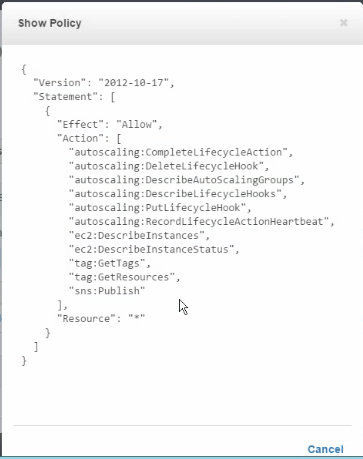 Show Policy
×
{
"Version": "2012-10-17",
"Statement": [
{
"Effect": "Allow",
"Action": [
"autoscaling:CompleteLifecycleAction",
"autoscaling:DeleteLifecycleHook",
"autoscaling:DescribeAutoScalingGroups",
"autoscaling:DescribeLifecycleHooks",
"autoscaling:PutLifecycleHook",
"autoscaling:RecordLifecycleActionHeartbeat",
"ec2:DescribeInstances",
"ec2:DescribeInstanceStatus",
"tag:GetTags",
"tag:GetResources",
"sns:Publish"
],
"Resource": "*"
}
]
}
Cancel